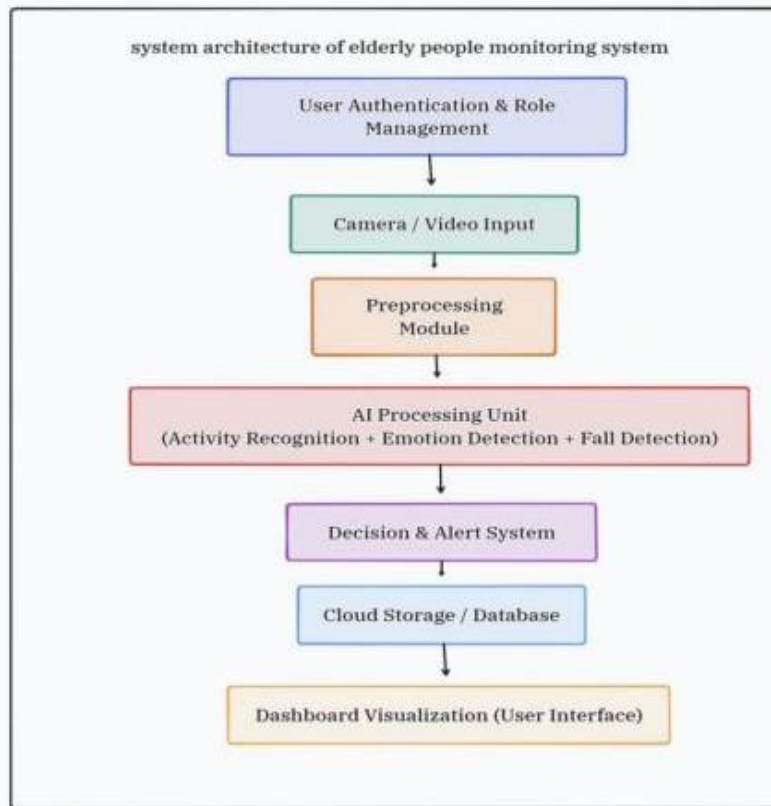 system architecture of elderly people monitoring system
User Authentication & Role
Management
Camera / Video Input
Preprocessing
Module
AI Processing Unit
(Activity Recognition + Emotion Detection + Fall Detection)
Decision & Alert System
Cloud Storage / Database
Dashboard Visualization (User Interface)